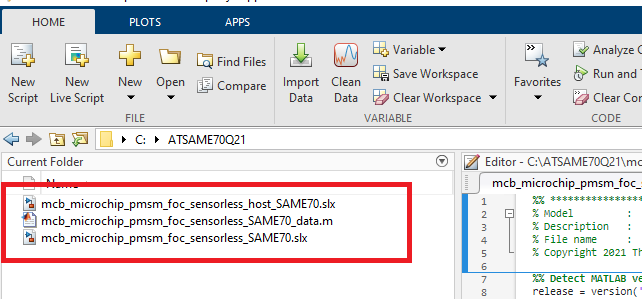 HOME PLOTS APPS
New Script
New Live Script
New
Open
Find Files
Compare
FILE
Import Data
Clean Data
Variable
Save Workspace
Clear Workspace
VARIABLE
Favorites
Analyze C
Run and T
Clear Co
CODE
C: ATSAME70Q21
Current Folder
Name
mcb_microchip_pmsm_foc_sensorless_host_SAME70.slx
mcb_microchip_pmsm_foc_sensorless_SAME70_data.m
mcb_microchip_pmsm_foc_sensorless_SAME70.slx
Editor - C:\ATSAME70Q21\mc
mcb_microchip_pmsm_foc_
1 %% *****************
2 % Model :
3 % Description :
4 % File name :
5 % Copyright 2021 Th
6
7 %% Detect MATLAB ve
8 release = version('